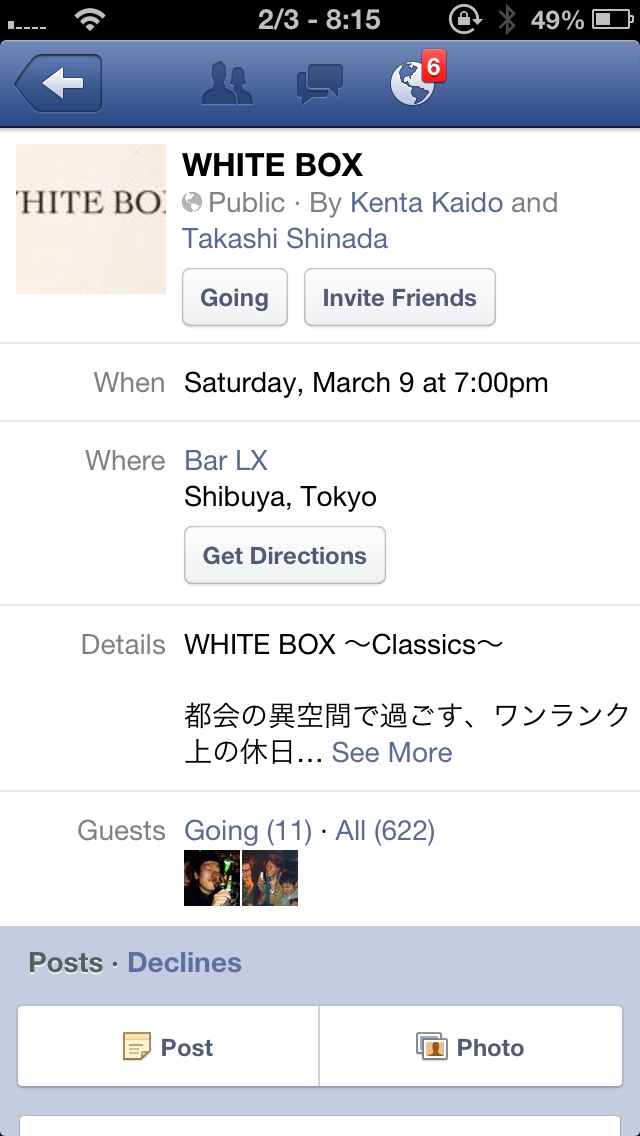 2/3 - 8:15 49%
6
HITE BO
WHITE BOX
Public · By Kenta Kaido and
Takashi Shinada
Going Invite Friends
When Saturday, March 9 at 7:00pm
Where Bar LX
Shibuya, Tokyo
Get Directions
Details WHITE BOX 〜Classics〜
都会の異空間で過ごす、ワンランク
上の休日... See More
Guests Going (11) · All (622)
Posts · Declines
Post Photo